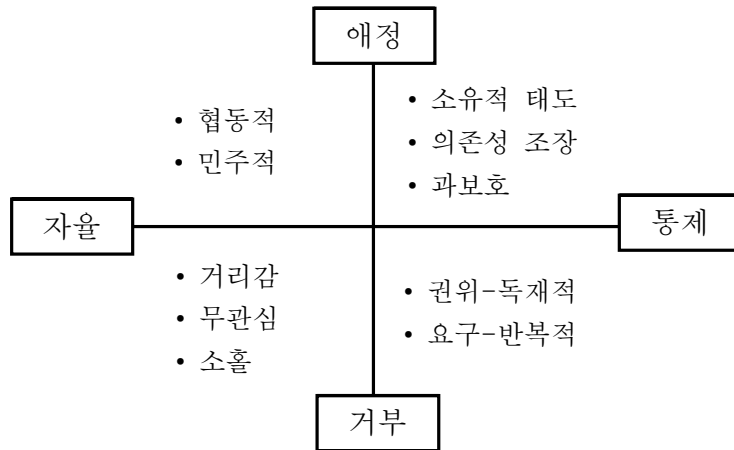 애정
• 협동적
• 민주적
• 소유적 태도
• 의존성 조장
• 과보호
자율
통제
• 거리감
• 무관심
• 소홀
• 권위-독재적
• 요구-반복적
거부